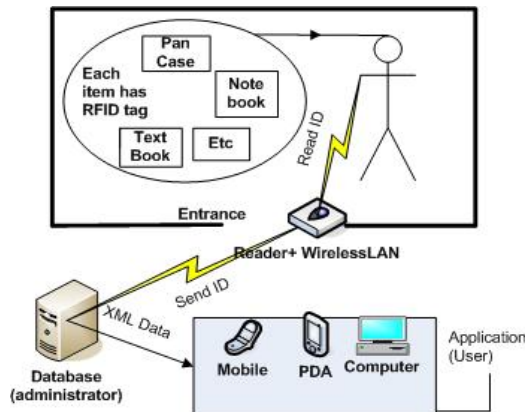 Pan
Case
Each
item has
RFID tag
Note
book
Text
Book
Etc
Read ID
Entrance
Reader+ WirelessLAN
Send ID
XML Data
Database
(administrator)
Mobile
PDA
Computer
Application
(User)